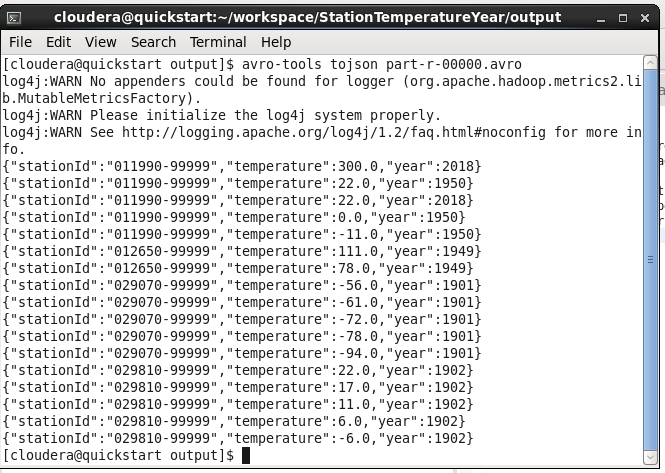 cloudera@quickstart:~/workspace/StationTemperatureYear/output
File Edit View Search Terminal Help
[cloudera@quickstart output]$ avro-tools tojson part-r-00000.avro
log4j:WARN No appenders could be found for logger (org.apache.hadoop.metrics2.li
b.MutableMetricsFactory).
log4j:WARN Please initialize the log4j system properly.
log4j:WARN See http://logging.apache.org/log4j/1.2/faq.html#noconfig for more in
fo.
{"stationId":"011990-99999","temperature":300.0,"year":2018}
{"stationId":"011990-99999","temperature":22.0,"year":1950}
{"stationId":"011990-99999","temperature":22.0,"year":2018}
{"stationId":"011990-99999","temperature":0.0,"year":1950}
{"stationId":"011990-99999","temperature":-11.0,"year":1950}
{"stationId":"012650-99999","temperature":111.0,"year":1949}
{"stationId":"012650-99999","temperature":78.0,"year":1949}
{"stationId":"029070-99999","temperature":-56.0,"year":1901}
{"stationId":"029070-99999","temperature":-61.0,"year":1901}
{"stationId":"029070-99999","temperature":-72.0,"year":1901}
{"stationId":"029070-99999","temperature":-78.0,"year":1901}
{"stationId":"029070-99999","temperature":-94.0,"year":1901}
{"stationId":"029810-99999","temperature":22.0,"year":1902}
{"stationId":"029810-99999","temperature":17.0,"year":1902}
{"stationId":"029810-99999","temperature":11.0,"year":1902}
{"stationId":"029810-99999","temperature":6.0,"year":1902}
{"stationId":"029810-99999","temperature":-6.0,"year":1902}
[cloudera@quickstart output]$